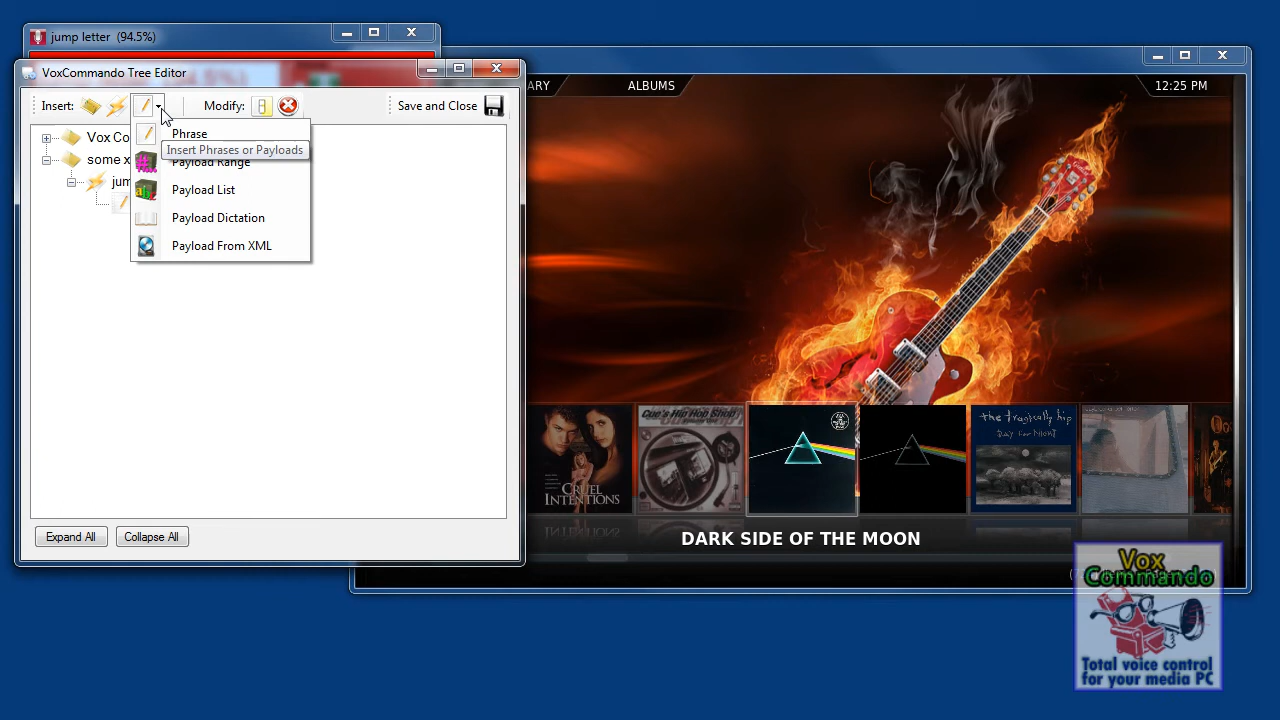 jump letter (94.5%)
VoxCommando Tree Editor
Insert:
Modify:
Save and Close
Vox Co
some x
jum
Phrase
Insert Phrases or Payloads
Payload Range
Payload List
Payload Dictation
Payload From XML
Expand All
Collapse All
ARY
ALBUMS
12:25 PM
CRUEL
INTENTIONS
Cue's Hip Hop Shop
the tragically hip
DAY FOR NIGHT
DARK SIDE OF THE MOON
Vox
Commando
Total voice control
for your media PC